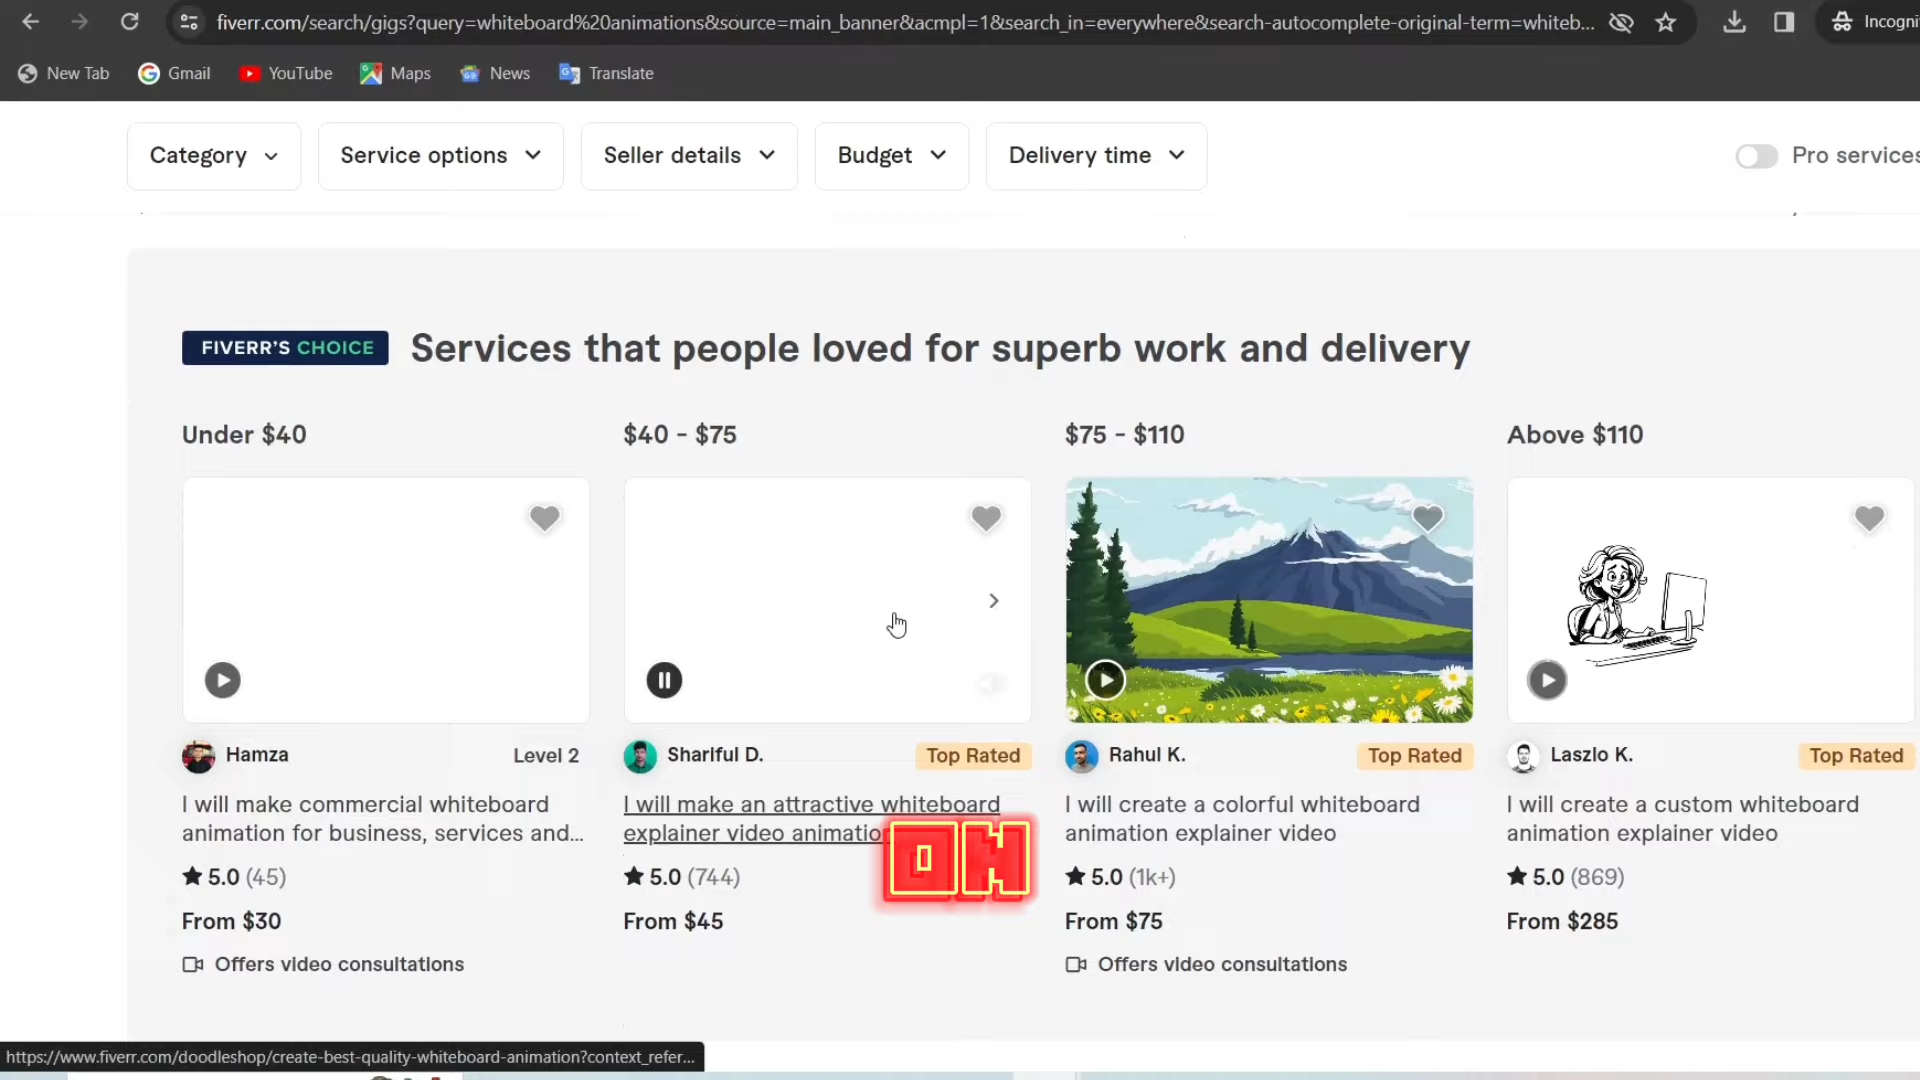 fiverr.com/search/gigs?query=whiteboard%20animations&source=main_banner&acmpl=1&search_in=everywhere&search-autocomplete-original-term=whiteb...
Incogni
New Tab
Gmail
YouTube
Maps
News
Translate
Category
Service options
Seller details
Budget
Delivery time
Pro services
FIVERR'S CHOICE
Services that people loved for superb work and delivery
Under $40
$40 - $75
$75 - $110
Above $110
Hamza
Level 2
I will make commercial whiteboard
animation for business, services and...
5.0 (45)
From $30
Offers video consultations
Shariful D.
Top Rated
I will make an attractive whiteboard
explainer video animatio
5.0 (744)
From $45
ON
Rahul K.
Top Rated
I will create a colorful whiteboard
animation explainer video
5.0 (1k+)
From $75
Offers video consultations
Laszlo K.
Top Rated
I will create a custom whiteboard
animation explainer video
5.0 (869)
From $285
https://www.fiverr.com/doodleshop/create-best-quality-whiteboard-animation?context_refer...